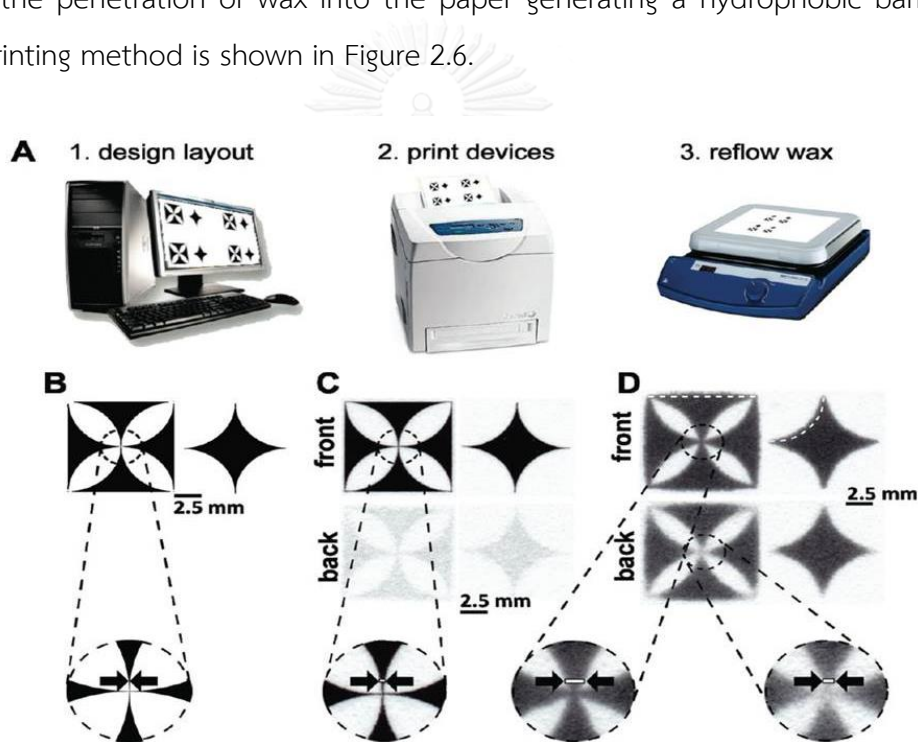 the penetration of wax into the paper generating a hydrophobic
rinting method is shown in Figure 2.6.
A 1. design layout 2. print devices 3. reflow wax
B C D
front front
2.5 mm 2.5 mm
back back
2.5 mm